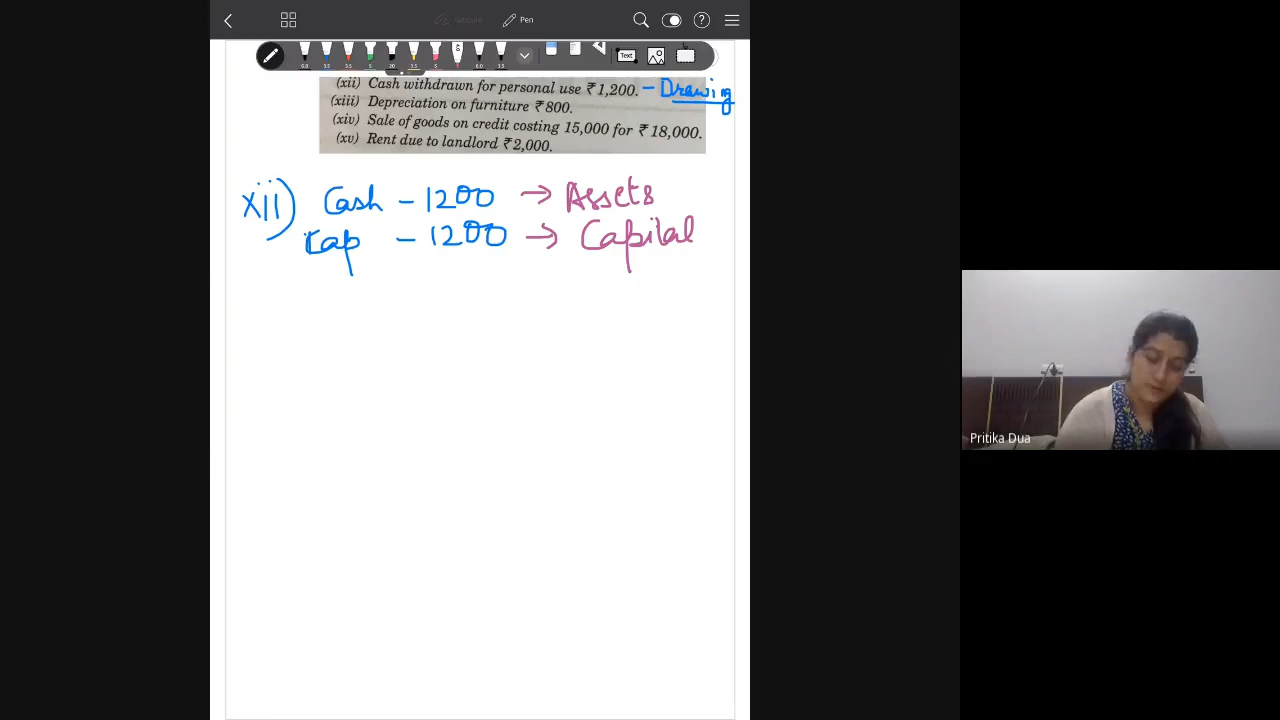 Pen
Text
(xii) Cash withdrawn for personal use ₹ 1,200. - Drawing
(xiii) Depreciation on furniture ₹ 800.
(xiv) Sale of goods on credit costing 15,000 for ₹ 18,000.
(xv) Rent due to landlord ₹ 2,000.
xii) Cash - 1200 → Assets
Cap - 1200 → Capital
Pritika Dua